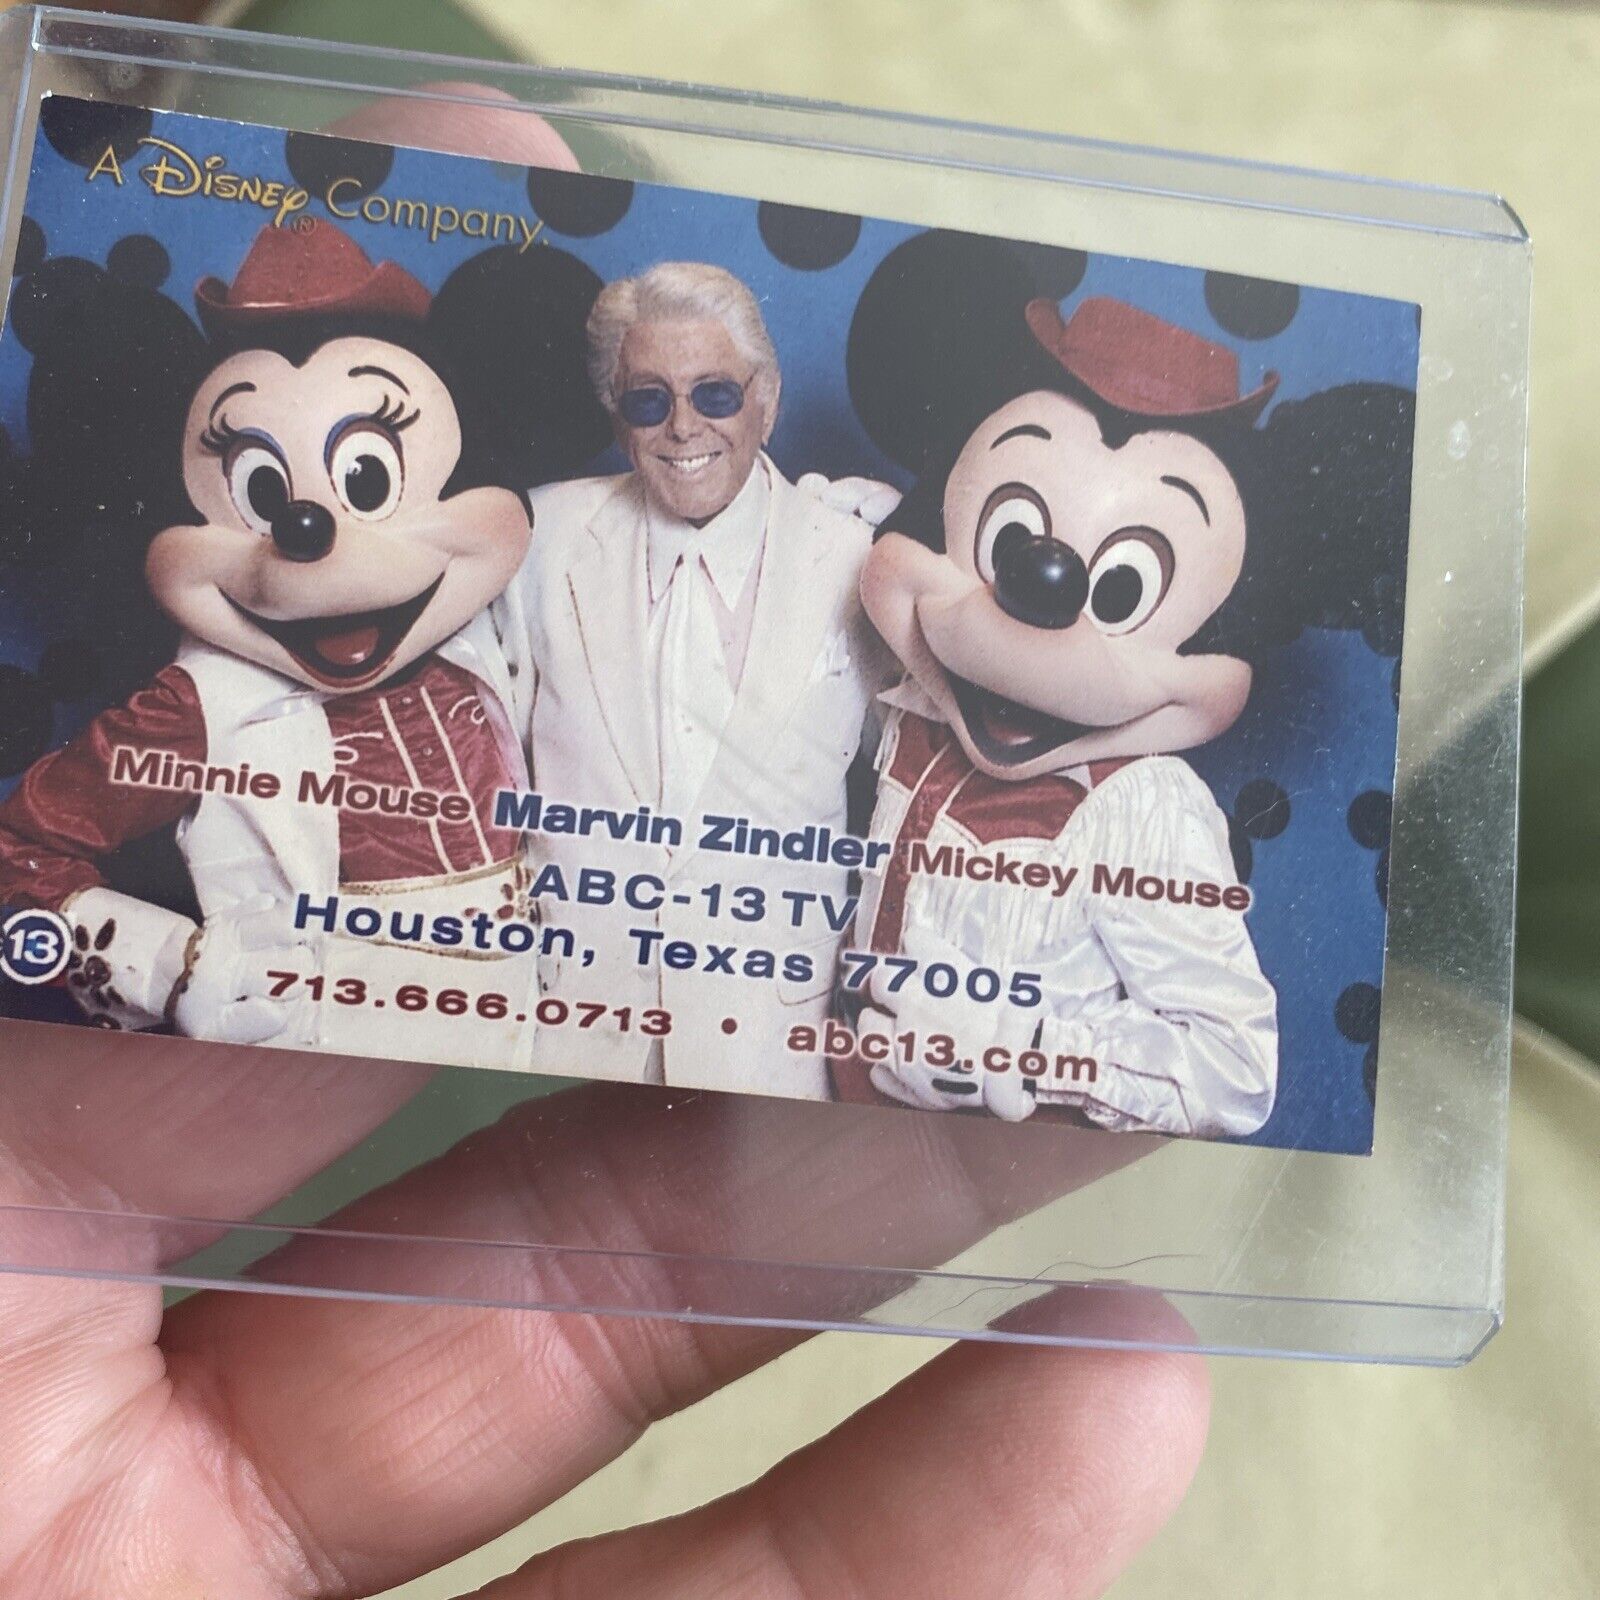 A Disney® Company.
Minnie Mouse Marvin Zindler Mickey Mouse
ABC-13 TV
Houston, Texas 77005
13
713.666.0713 • abc13.com